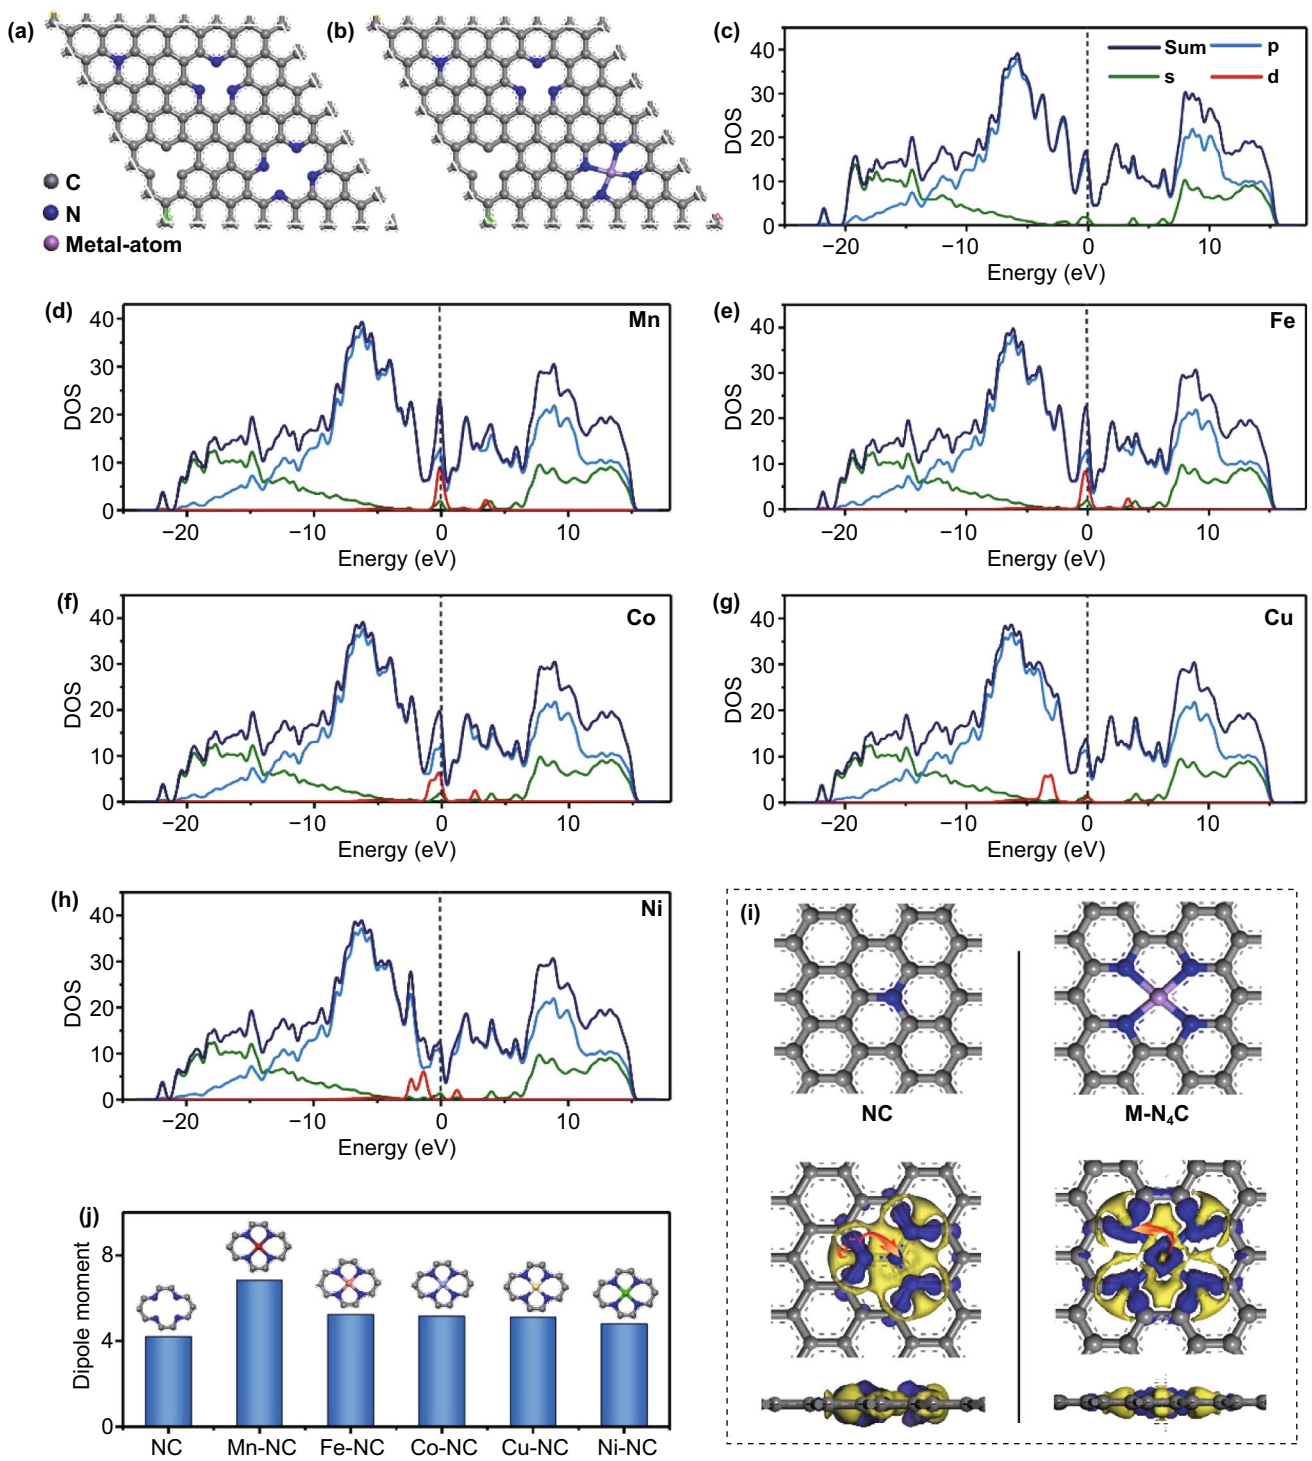 (a)
(b)
C
N
Metal-atom
(c)
Sum
p
s
d
DOS
40
30
20
10
0
−20
−10
0
10
Energy (eV)
(d)
Mn
DOS
40
30
20
10
0
−20
−10
0
10
Energy (eV)
(e)
Fe
DOS
40
30
20
10
0
−20
−10
0
10
Energy (eV)
(f)
Co
DOS
40
30
20
10
0
−20
−10
0
10
Energy (eV)
(g)
Cu
DOS
40
30
20
10
0
−20
−10
0
10
Energy (eV)
(h)
Ni
DOS
40
30
20
10
0
−20
−10
0
10
Energy (eV)
(i)
NC
M-N₄C
(j)
Dipole moment
8
4
0
NC
Mn-NC
Fe-NC
Co-NC
Cu-NC
Ni-NC